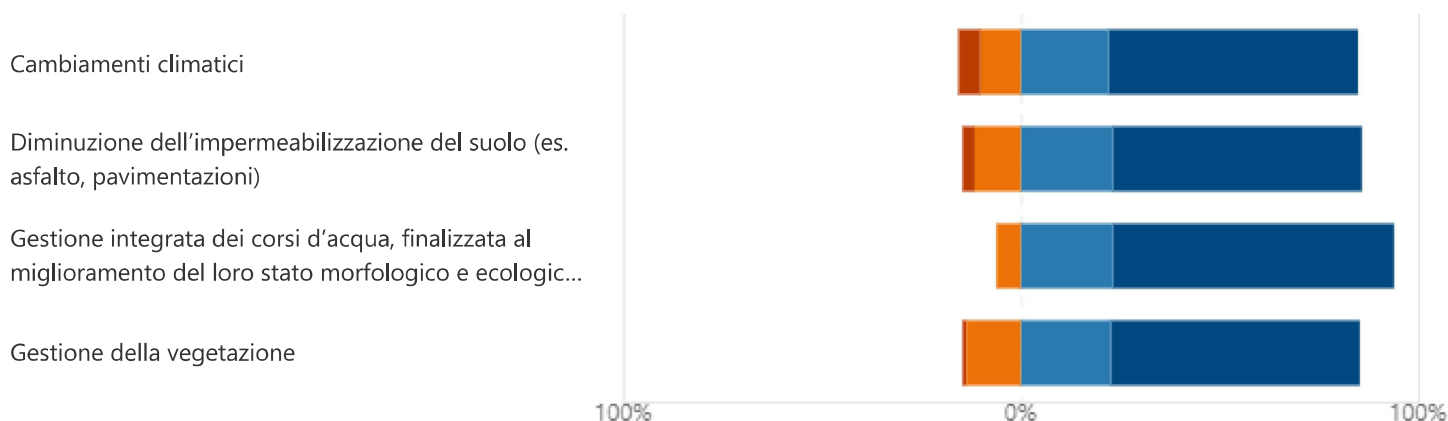 Cambiamenti climatici
Diminuzione dell'impermeabilizzazione del suolo (es.
asfalto, pavimentazioni)
Gestione integrata dei corsi d'acqua, finalizzata al
miglioramento del loro stato morfologico e ecologic...
Gestione della vegetazione
100% 0% 100%